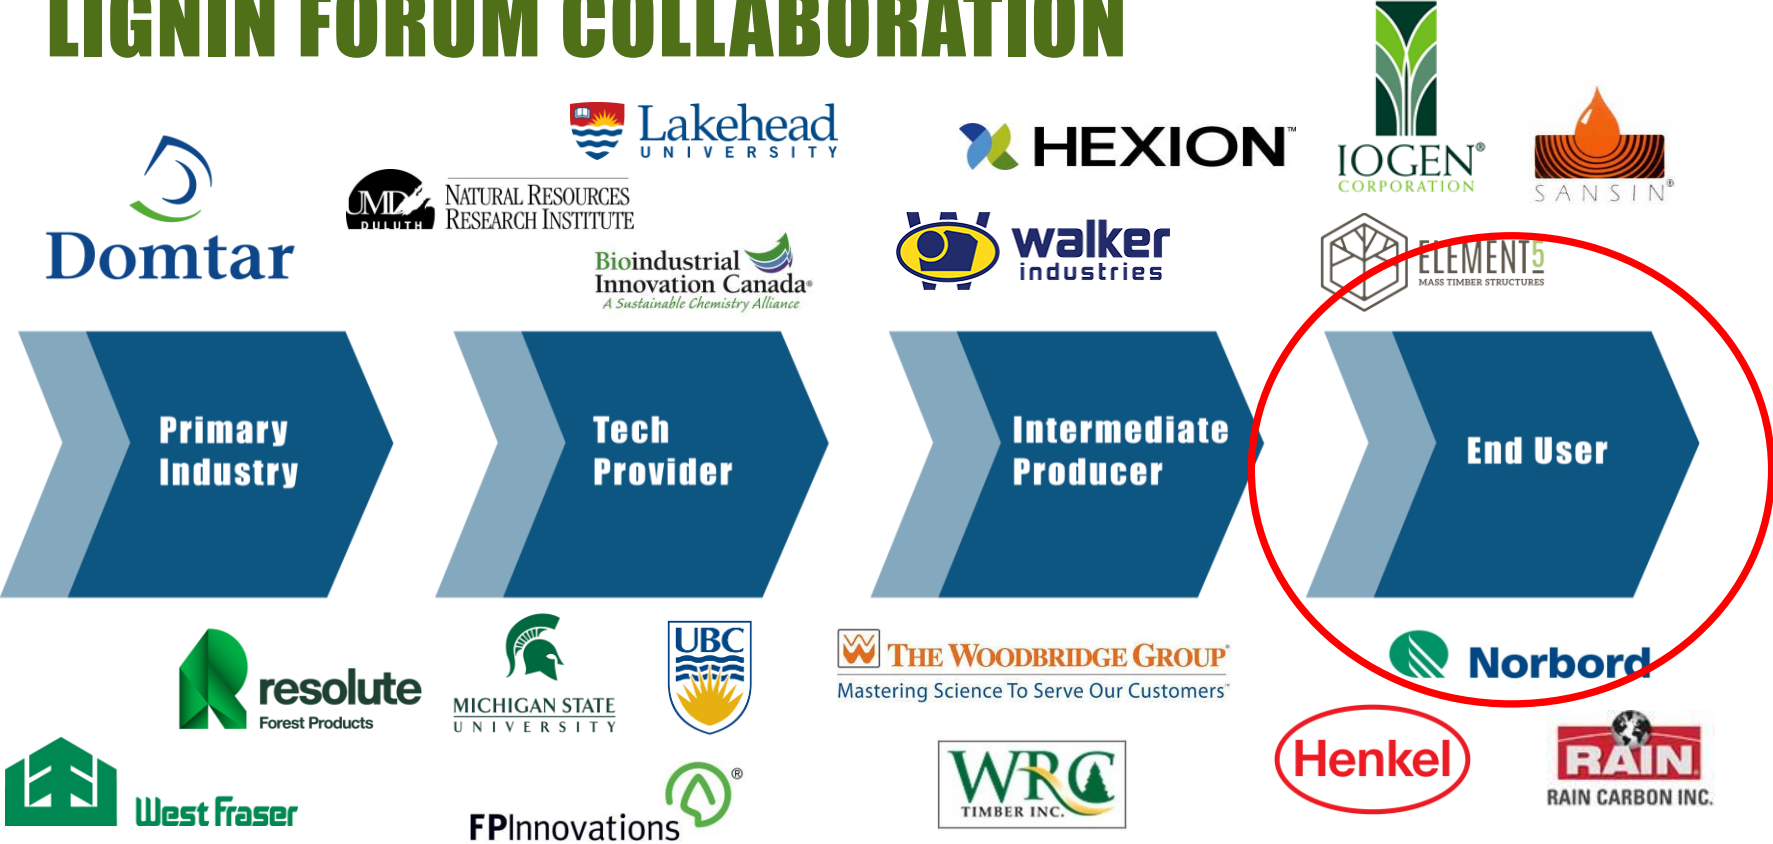 LIGNIN FORUM COLLABORATION
Domtar
UMD
DULUTH
NATURAL RESOURCES
RESEARCH INSTITUTE
Lakehead
UNIVERSITY
Bioindustrial
Innovation Canada®
A Sustainable Chemistry Alliance
HEXION™
walker
industries
IOGEN®
CORPORATION
SANSIN®
ELEMENT5
MASS TIMBER STRUCTURES
Primary
Industry
Tech
Provider
Intermediate
Producer
End User
resolute
Forest Products
West Fraser
MICHIGAN STATE
UNIVERSITY
UBC
FPInnovations®
THE WOODBRIDGE GROUP®
Mastering Science To Serve Our Customers™
WRC
TIMBER INC.
Norbord
Henkel
RAIN
RAIN CARBON INC.